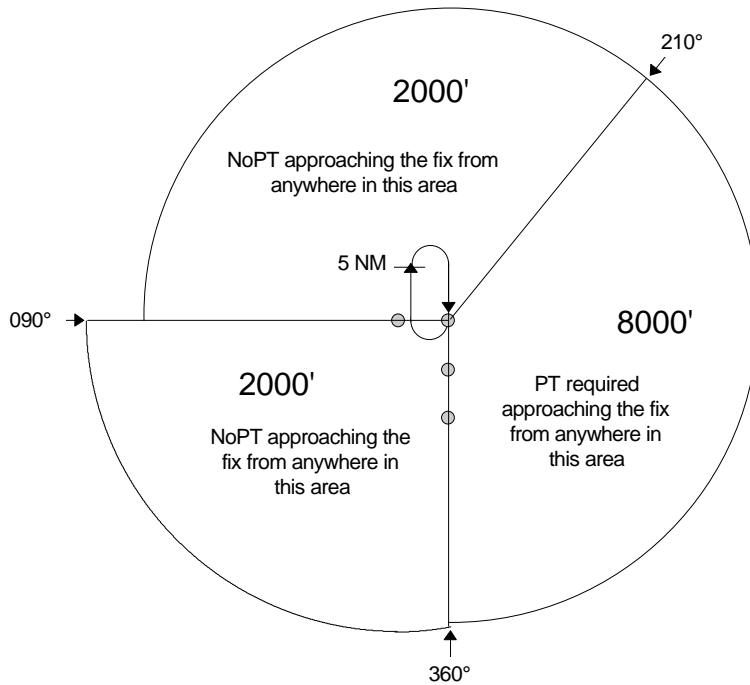 210°
2000'
NoPT approaching the fix from
anywhere in this area
5 NM
090°
8000'
2000'
PT required
approaching the fix
from anywhere in
this area
NoPT approaching the
fix from anywhere in
this area
360°